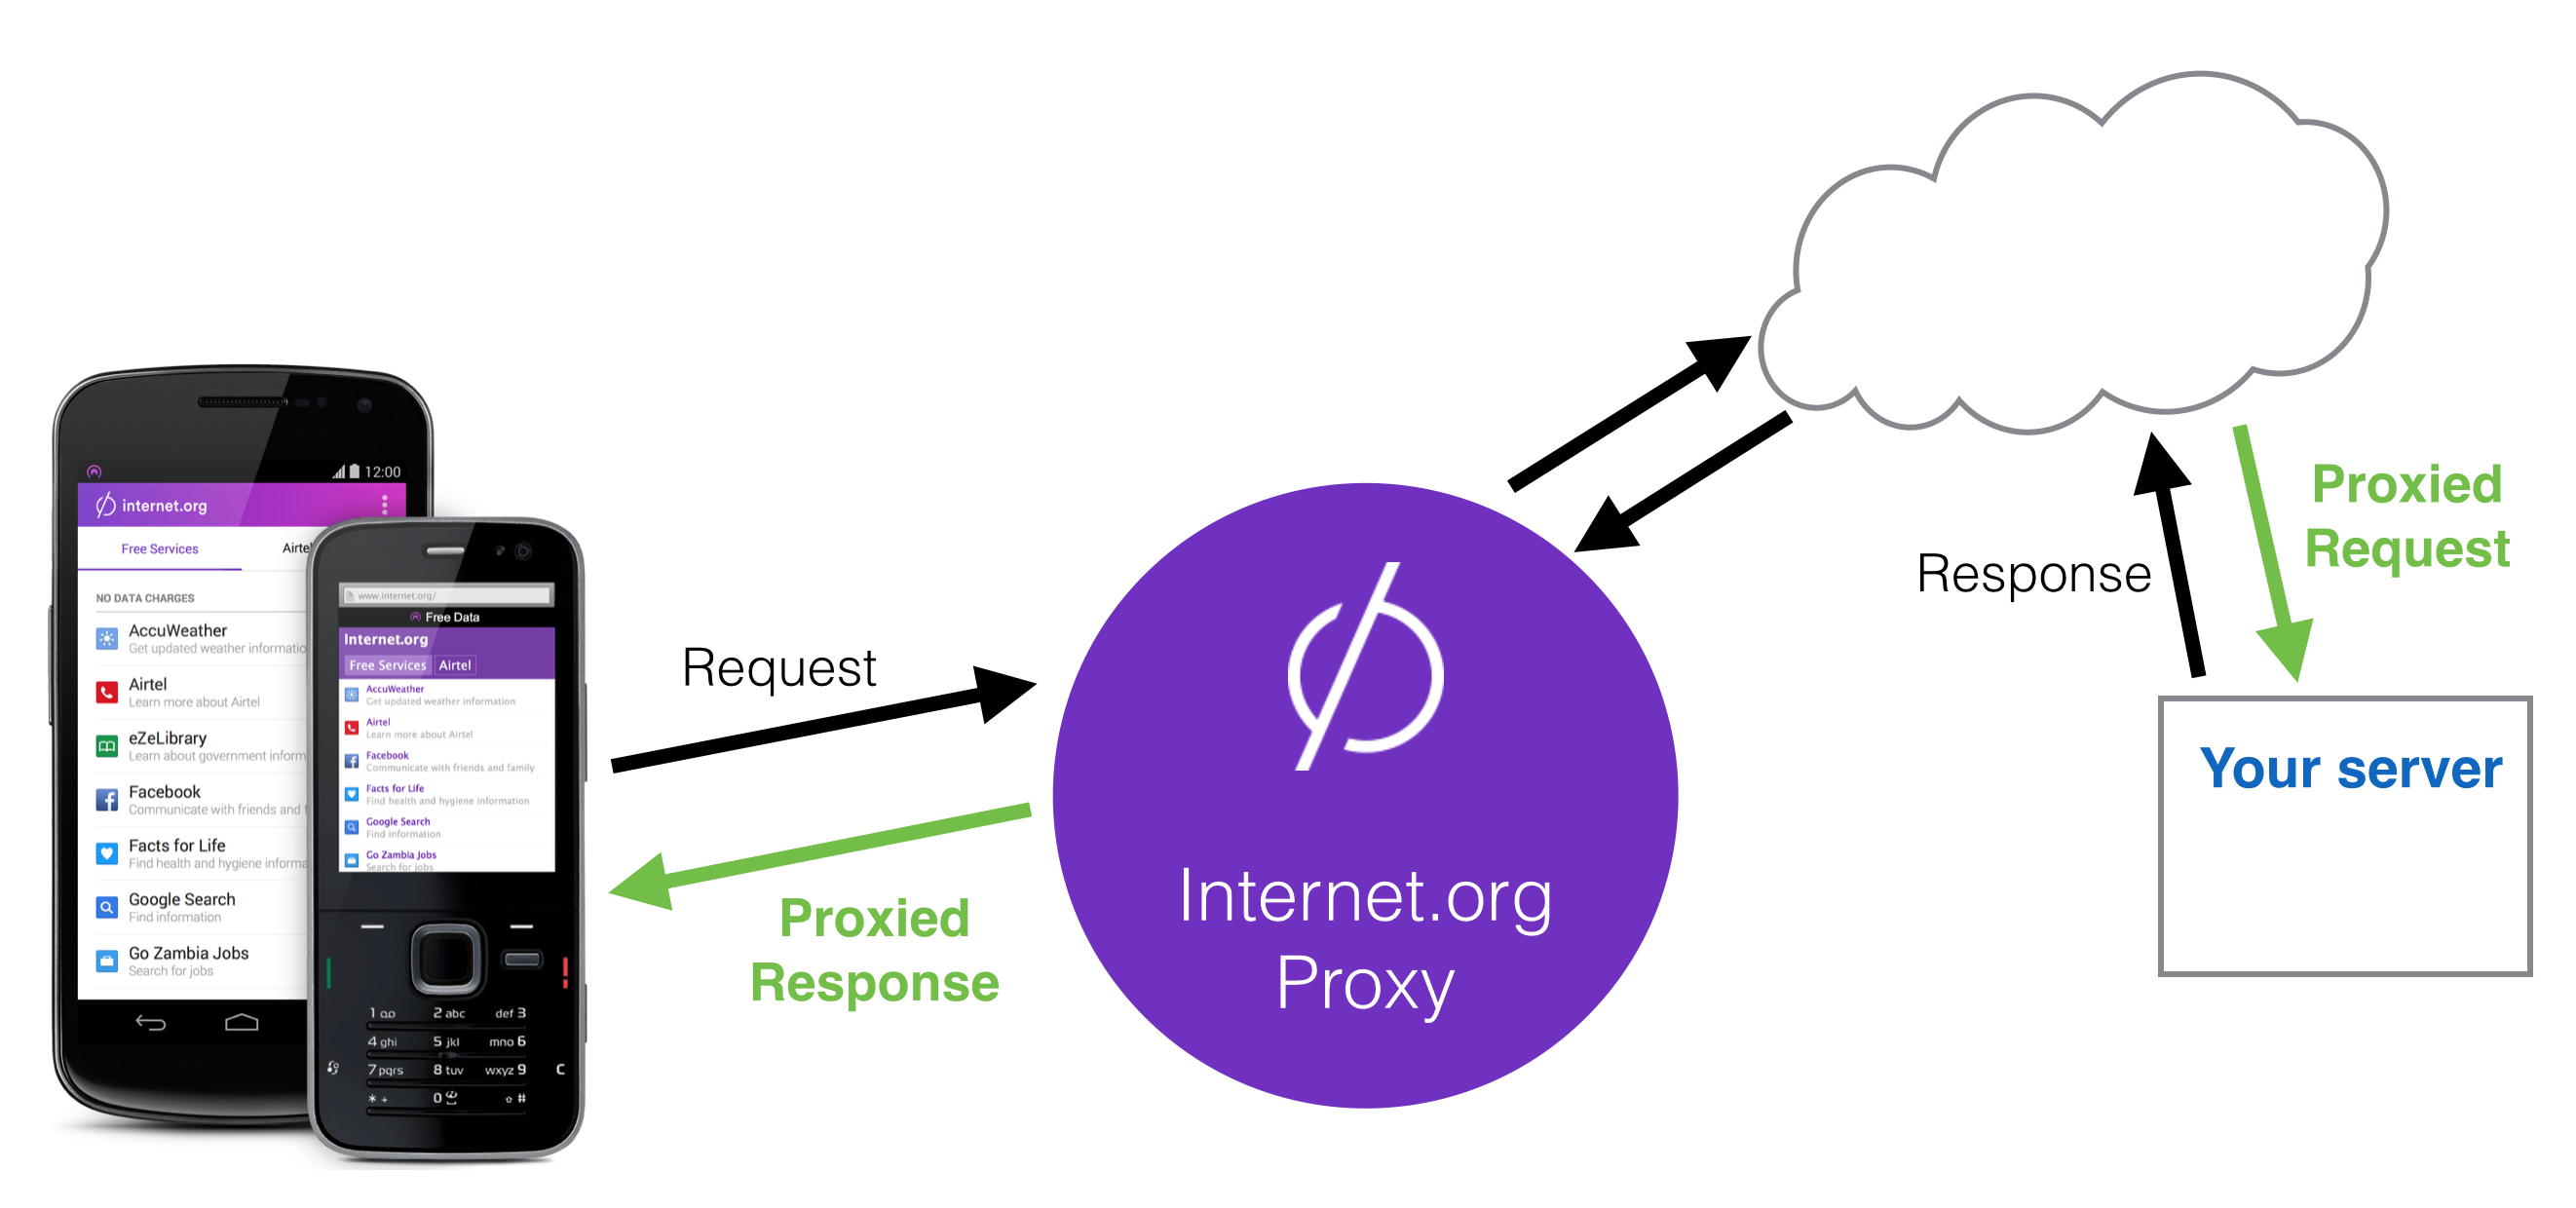 12:00
internet.org
Free Services
Airte
NO DATA CHARGES
AccuWeather
Get updated weather informatio
Airtel
Learn more about Airtel
eZeLibrary
Learn about government inform
Facebook
Communicate with friends and f
Facts for Life
Find health and hygiene informa
Google Search
Find information
Go Zambia Jobs
Search for jobs
www.internet.org/
Free Data
Internet.org
Free Services Airtel
AccuWeather
Get updated weather information
Airtel
Learn more about Airtel
Facebook
Communicate with friends and family
Facts for Life
Find health and hygiene information
Google Search
Find information
Go Zambia Jobs
Search for jobs
1 2 abc def 3
4 ghi 5 jkl mno 6
7 pqrs 8 tuv wxyz 9 C
* + 0 #
Request
Proxied
Response
Internet.org
Proxy
Response
Proxied
Request
Your server